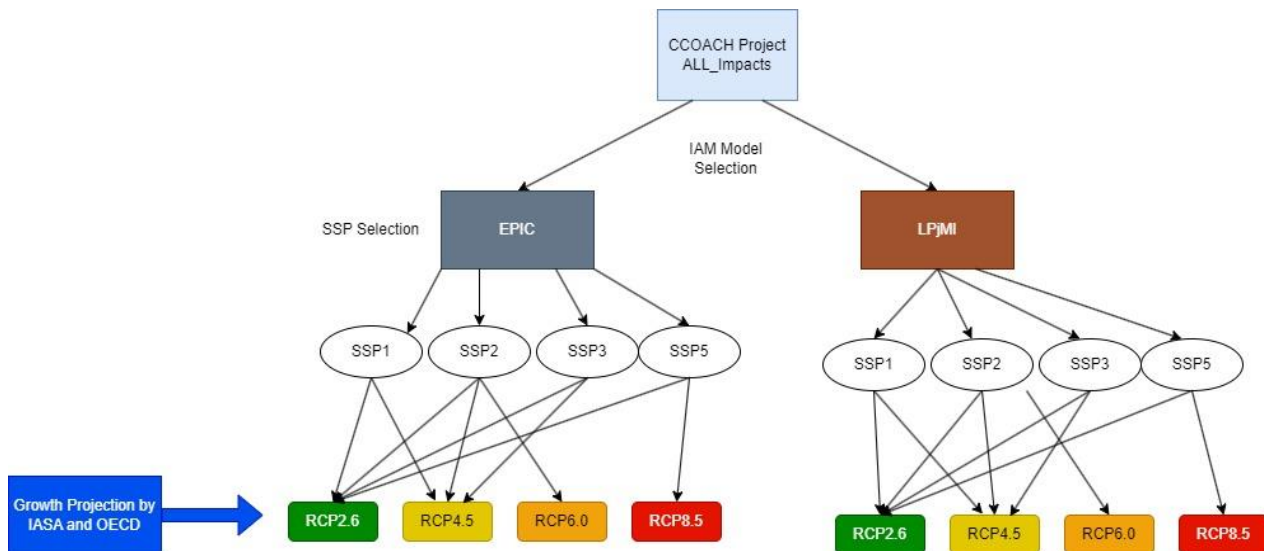 CCOACH Project
ALL_Impacts
IAM Model
Selection
SSP Selection
EPIC
LPjMl
SSP1
SSP2
SSP3
SSP5
SSP1
SSP2
SSP3
SSP5
Growth Projection by
IASA and OECD
RCP2.6
RCP4.5
RCP6.0
RCP8.5
RCP2.6
RCP4.5
RCP6.0
RCP8.5